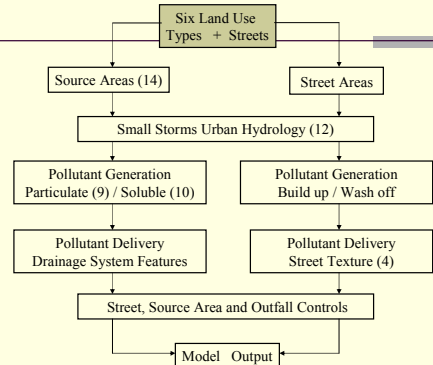 Six Land Use
Types + Streets
Source Areas (14)
Street Areas
Small Storms Urban Hydrology (12)
Pollutant Generation
Particulate (9) / Soluble (10)
Pollutant Generation
Build up / Wash off
Pollutant Delivery
Drainage System Features
Pollutant Delivery
Street Texture (4)
Street, Source Area and Outfall Controls
Model Output